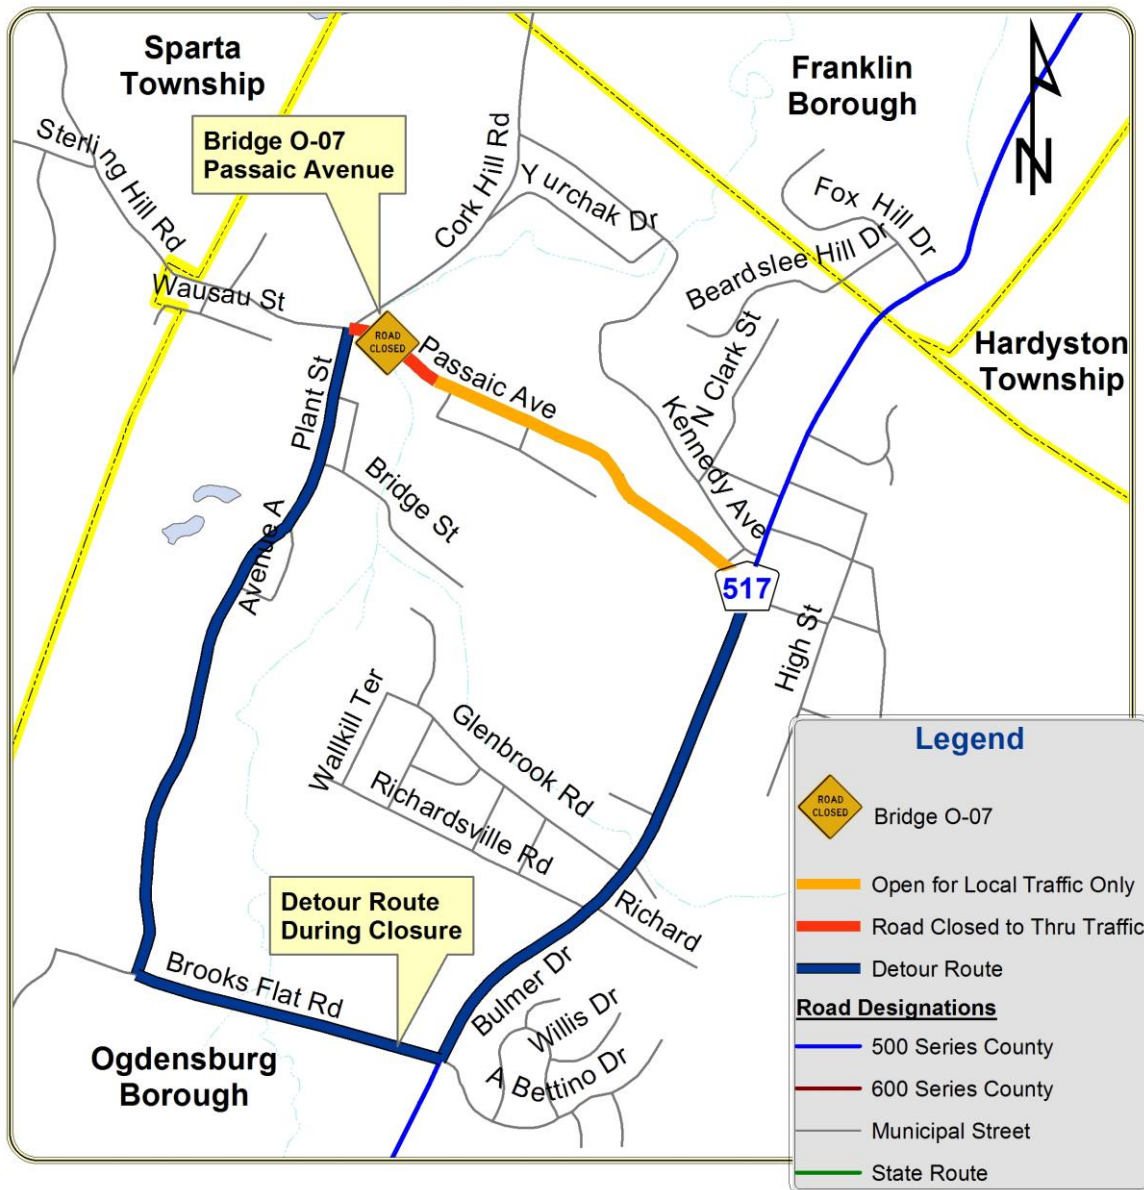 Sparta
Township
Franklin
Borough
N
Bridge O-07
Passaic Avenue
Sterling Hill Rd
Cork Hill Rd
Yurchak Dr
Fox Hill Dr
Beardslee Hill Dr
Wausau St
ROAD
CLOSED
Passaic Ave
N Clark St
Hardyston
Township
Plant St
Kennedy Ave
Bridge St
Avenue A
517
High St
Wallkill Ter
Glenbrook Rd
Richardsville Rd
Richard
Detour Route
During Closure
Brooks Flat Rd
Bulmer Dr
Willis Dr
A Bettino Dr
Ogdensburg
Borough
Legend
ROAD
CLOSED
Bridge O-07
Open for Local Traffic Only
Road Closed to Thru Traffic
Detour Route
Road Designations
500 Series County
600 Series County
Municipal Street
State Route